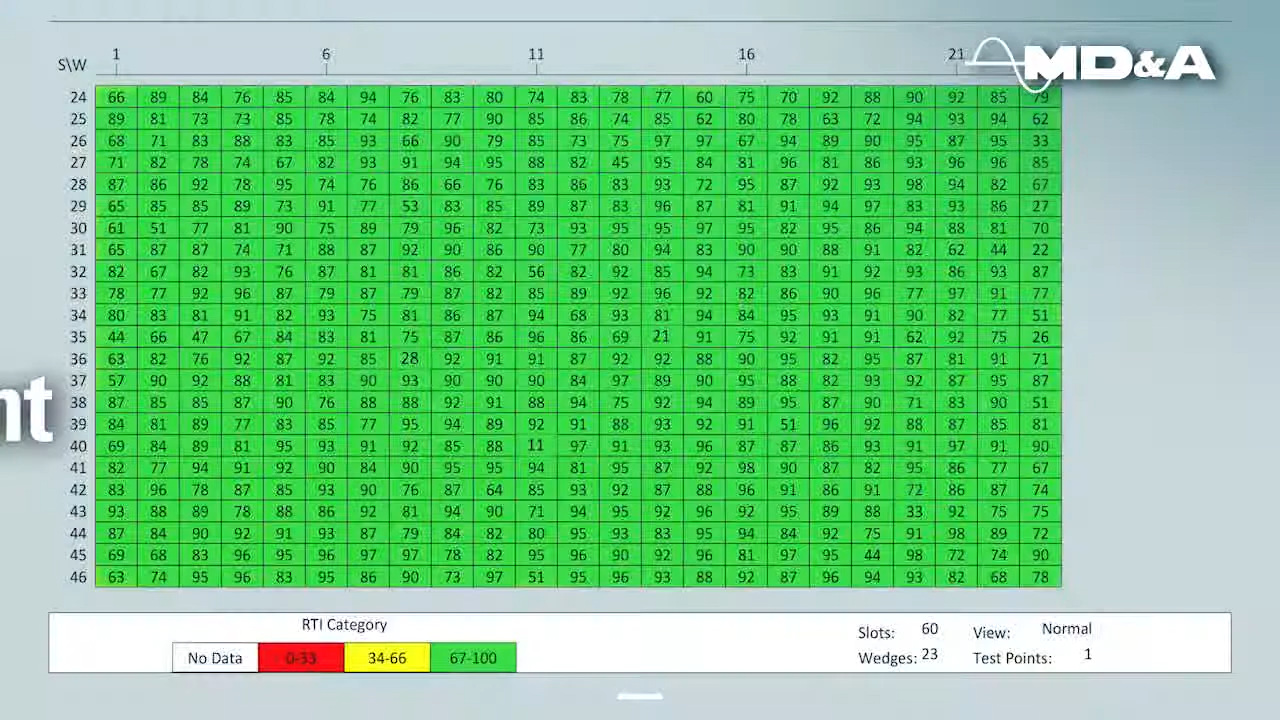 1 6 11 16 21
MD&A
S\W
24 66 89 84 76 85 84 94 76 83 80 74 83 78 77 60 75 70 92 88 90 92 85 79
25 89 81 73 73 85 78 74 82 77 90 85 86 74 85 62 80 78 63 72 94 93 94 62
26 68 71 83 88 83 85 93 66 90 79 85 73 75 97 97 67 94 89 90 95 87 95 33
27 71 82 78 74 67 82 93 91 94 95 88 82 45 95 84 81 96 81 86 93 96 96 85
28 87 86 92 78 95 74 76 86 66 76 83 86 83 93 72 95 87 92 93 98 94 82 67
29 65 85 85 89 73 91 77 53 83 85 89 87 83 96 87 81 91 94 97 83 93 86 27
30 61 51 77 81 90 75 89 79 96 82 73 93 95 95 97 95 82 95 86 94 88 81 70
31 65 87 87 74 71 88 87 92 90 86 90 77 80 94 83 90 90 88 91 82 62 44 22
32 82 67 82 93 76 87 81 81 86 82 56 82 92 85 94 73 83 91 92 93 86 93 87
33 78 77 92 96 87 79 87 79 87 82 85 89 92 96 92 82 86 90 96 77 97 91 77
34 80 83 81 91 82 93 75 81 86 87 94 68 93 81 94 84 95 93 91 90 82 77 51
35 44 66 47 67 84 83 81 75 87 86 96 86 69 21 91 75 92 91 91 62 92 75 26
36 63 82 76 92 87 92 85 28 92 91 91 87 92 92 88 90 95 82 95 87 81 91 71
nt
37 57 90 92 88 81 83 90 93 90 90 90 84 97 89 90 95 88 82 93 92 87 95 87
38 87 85 85 87 90 76 88 88 92 91 88 94 75 92 94 89 95 87 90 71 83 90 51
39 84 81 89 77 83 85 77 95 94 89 92 91 88 93 92 91 51 96 92 88 87 85 81
40 69 84 89 81 95 93 91 92 85 88 11 97 91 93 96 87 87 86 93 91 97 91 90
41 82 77 94 91 92 90 84 90 95 95 94 81 95 87 92 98 90 87 82 95 86 77 67
42 83 96 78 87 85 93 90 76 87 64 85 93 92 87 88 96 91 86 91 72 86 87 74
43 93 88 89 78 88 86 92 81 94 90 71 94 95 92 96 92 95 89 88 33 92 75 75
44 87 84 90 92 91 93 87 79 84 82 80 95 93 83 95 94 84 92 75 91 98 89 72
45 69 68 83 96 95 96 97 97 78 82 95 96 90 92 96 81 97 95 44 98 72 74 90
46 63 74 95 96 83 95 86 90 73 97 51 95 96 93 88 92 87 96 94 93 82 68 78
RTI Category
No Data 0-33 34-66 67-100
Slots: 60 View: Normal
Wedges: 23 Test Points: 1